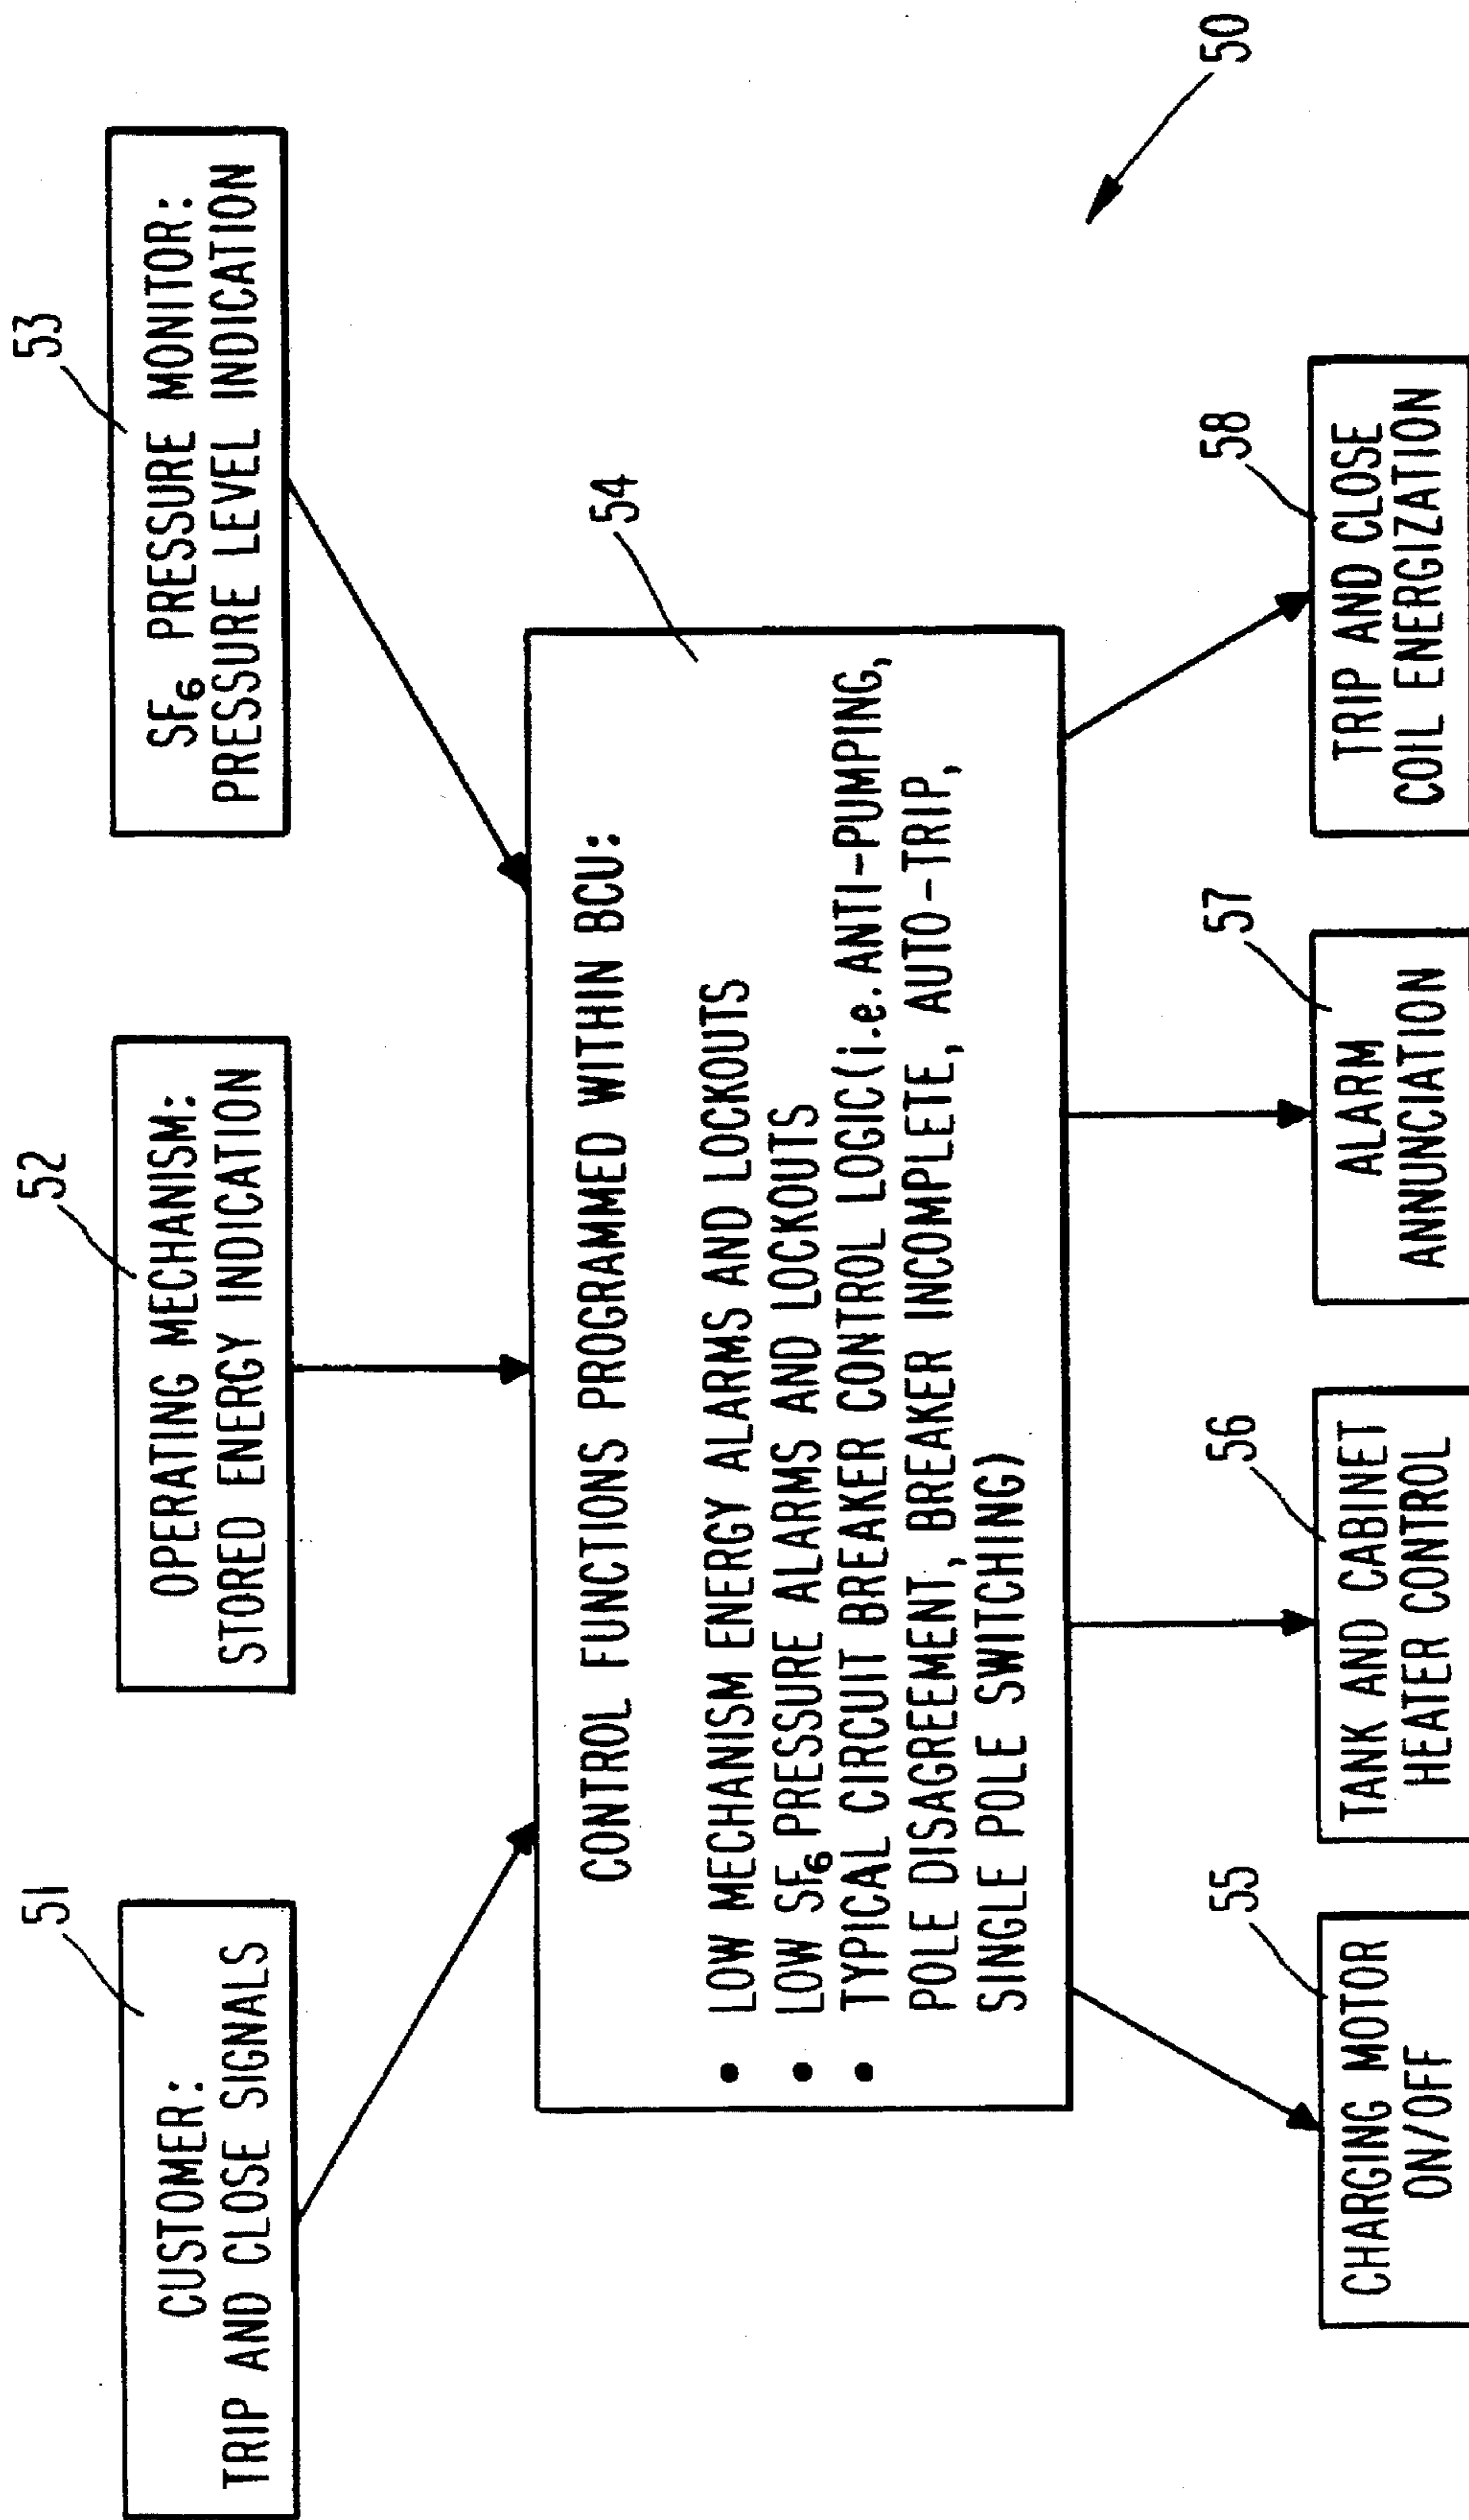 51
CUSTOMER:
TRIP AND CLOSE SIGNALS
52
OPERATING MECHANISM:
STORED ENERGY INDICATION
53
SF₆ PRESSURE MONITOR:
PRESSURE LEVEL INDICATION
54
CONTROL FUNCTIONS PROGRAMMED WITHIN BCU:
• LOW MECHANISM ENERGY ALARMS AND LOCKOUTS
• LOW SF₆ PRESSURE ALARMS AND LOCKOUTS
• TYPICAL CIRCUIT BREAKER CONTROL LOGIC(i.e. ANTI-PUMPING,
POLE DISAGREEMENT, BREAKER INCOMPLETE, AUTO-TRIP,
SINGLE POLE SWITCHING)
50
55
CHARGING MOTOR
ON/OFF
56
TANK AND CABINET
HEATER CONTROL
57
ALARM
ANNUNCIATION
58
TRIP AND CLOSE
COIL ENERGIZATION